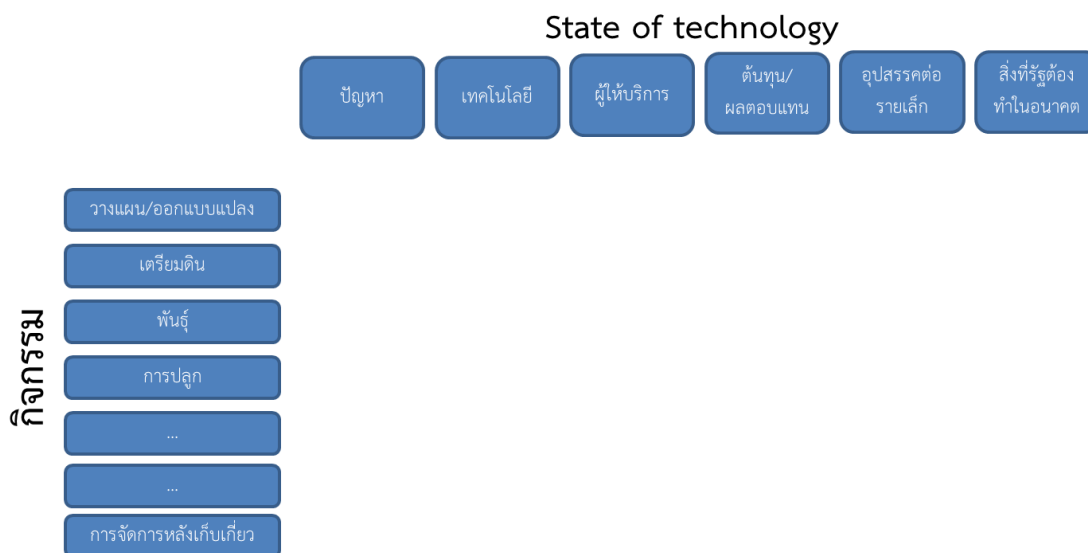 State of technology
ปัญหา
เทคโนโลยี
ผู้ให้บริการ
ต้นทุน/
ผลตอบแทน
อุปสรรคต่อ
รายเล็ก
สิ่งที่รัฐต้อง
ทำในอนาคต
กิจกรรม
วางแผน/ออกแบบแปลง
เตรียมดิน
พันธุ์
การปลูก
...
...
การจัดการหลังเก็บเกี่ยว